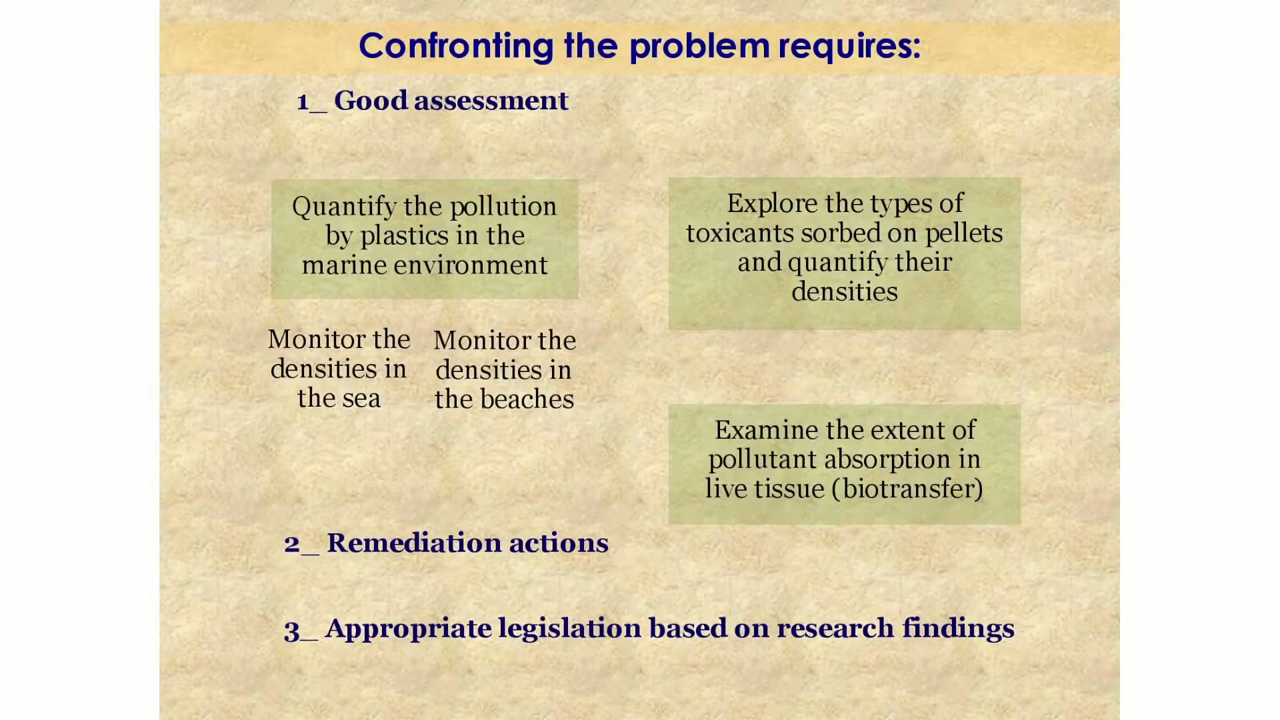 Confronting the problem requires:
1_ Good assessment
Quantify the pollution
by plastics in the
marine environment
Explore the types of
toxicants sorbed on pellets
and quantify their
densities
Monitor the
densities in
the sea
Monitor the
densities in
the beaches
Examine the extent of
pollutant absorption in
live tissue (biotransfer)
2_ Remediation actions
3_ Appropriate legislation based on research findings